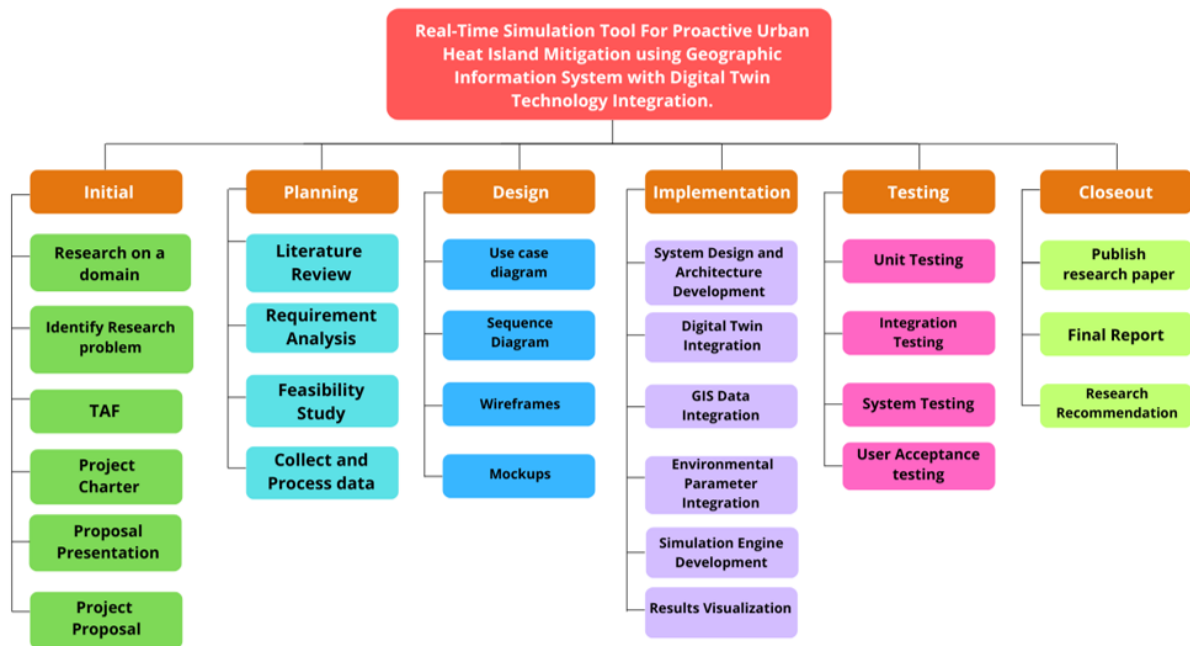 Real-Time Simulation Tool For Proactive Urban
Heat Island Mitigation using Geographic
Information System with Digital Twin
Technology Integration.
Initial
Research on a
domain
Identify Research
problem
TAF
Project
Charter
Proposal
Presentation
Project
Proposal
Planning
Literature
Review
Requirement
Analysis
Feasibility
Study
Collect and
Process data
Design
Use case
diagram
Sequence
Diagram
Wireframes
Mockups
Implementation
System Design and
Architecture
Development
Digital Twin
Integration
GIS Data
Integration
Environmental
Parameter
Integration
Simulation Engine
Development
Results Visualization
Testing
Unit Testing
Integration
Testing
System Testing
User Acceptance
testing
Closeout
Publish
research paper
Final Report
Research
Recommendation